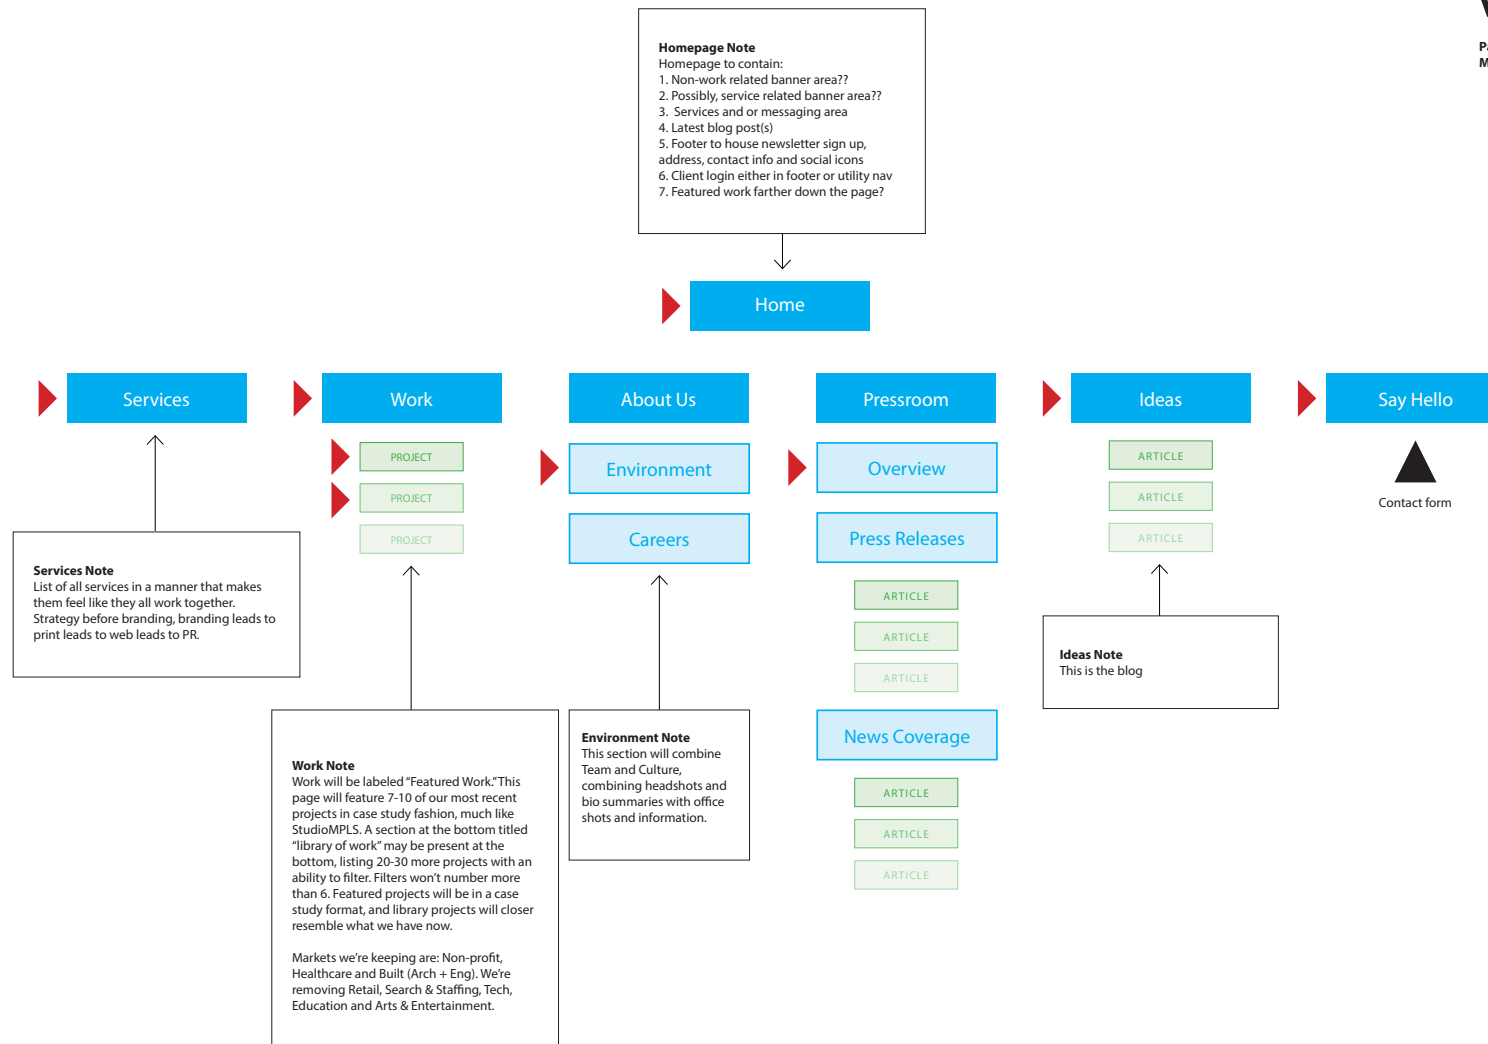 Homepage Note
Homepage to contain:
1. Non-work related banner area??
2. Possibly, service related banner area??
3.  Services and or messaging area
4. Latest blog post(s)
5. Footer to house newsletter sign up,
address, contact info and social icons
6. Client login either in footer or utility nav
7. Featured work farther down the page?
Home
Services
Work
About Us
Pressroom
Ideas
Say Hello
PROJECT
PROJECT
PROJECT
Environment
Careers
Overview
Press Releases
ARTICLE
ARTICLE
ARTICLE
News Coverage
ARTICLE
ARTICLE
ARTICLE
ARTICLE
ARTICLE
ARTICLE
Contact form
Services Note
List of all services in a manner that makes
them feel like they all work together.
Strategy before branding, branding leads to
print leads to web leads to PR.
Work Note
Work will be labeled “Featured Work.” This
page will feature 7-10 of our most recent
projects in case study fashion, much like
StudioMPLS. A section at the bottom titled
“library of work” may be present at the
bottom, listing 20-30 more projects with an
ability to filter. Filters won’t number more
than 6. Featured projects will be in a case
study format, and library projects will closer
resemble what we have now.
Markets we’re keeping are: Non-profit,
Healthcare and Built (Arch + Eng). We’re
removing Retail, Search & Staffing, Tech,
Education and Arts & Entertainment.
Environment Note
This section will combine
Team and Culture,
combining headshots and
bio summaries with office
shots and information.
Ideas Note
This is the blog